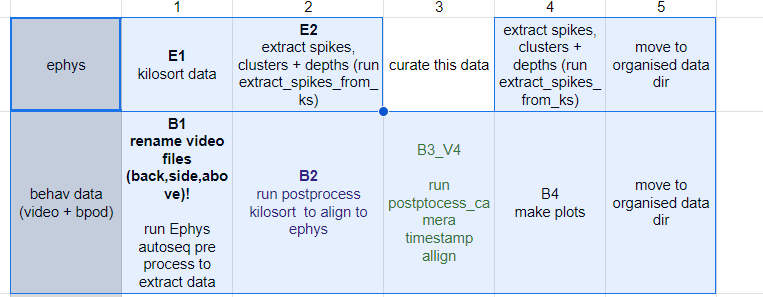 1
2
3
4
5
ephys
E1
kilosort data
E2
extract spikes,
clusters + depths (run
extract_spikes_from_
ks)
curate this data
extract spikes,
clusters +
depths (run
extract_spikes_
from_ks)
move to
organised data
dir
behav data
(video + bpod)
B1
rename video
files
(back,side,abo
ve)!
run Ephys
autoseq pre
process to
extract data
B2
run postprocess
kilosort  to align to
ephys
B3_V4
run
postptocess_ca
mera
timestamp
allign
B4
make plots
move to
organised data
dir